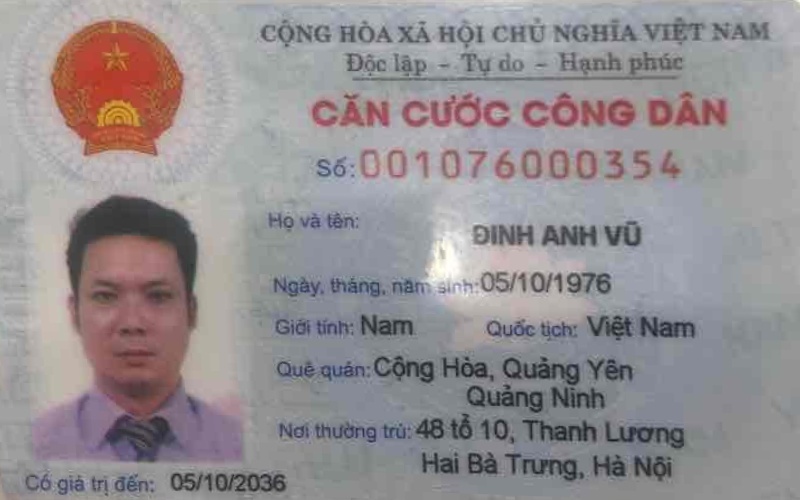 CỘNG HÒA XÃ HỘI CHỦ NGHĨA VIỆT NAM
Độc lập - Tự do - Hạnh phúc
CĂN CƯỚC CÔNG DÂN
Số: 001076000354
Họ và tên: ĐINH ANH VŨ
Ngày, tháng, năm sinh: 05/10/1976
Giới tính: Nam Quốc tịch: Việt Nam
Quê quán: Cộng Hòa, Quảng Yên
Quảng Ninh
Nơi thường trú: 48 tổ 10, Thanh Lương
Hai Bà Trưng, Hà Nội
Có giá trị đến: 05/10/2036